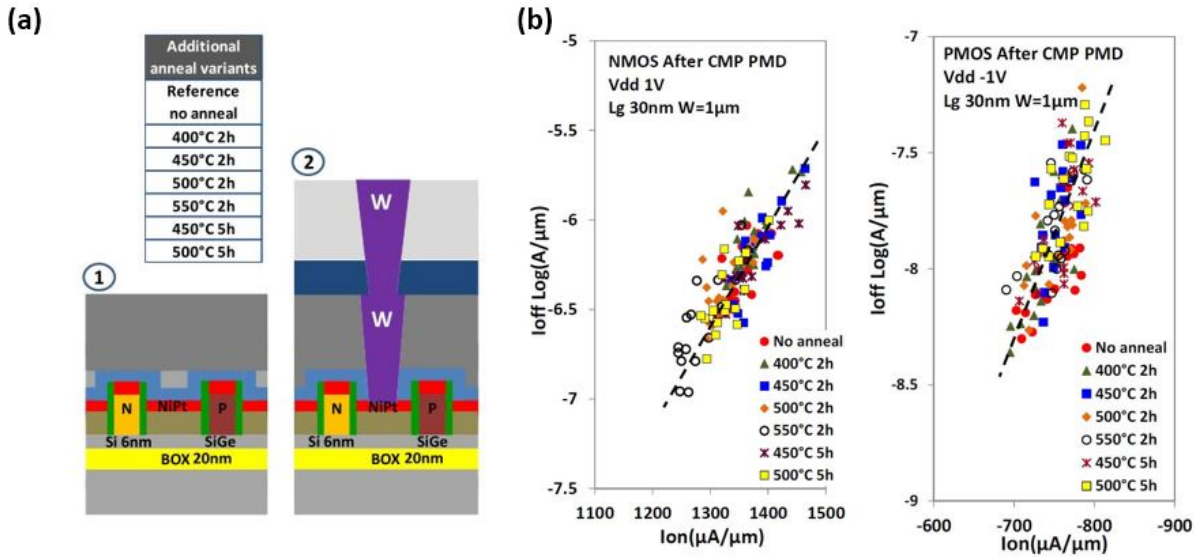 (a)
Additional
anneal variants
Reference
no anneal
400°C 2h
450°C 2h
500°C 2h
550°C 2h
450°C 5h
500°C 5h
1
N
NiPt
P
Si 6nm
SiGe
BOX 20nm
2
W
W
N
NiPt
P
Si 6nm
SiGe
BOX 20nm
(b)
NMOS After CMP PMD
Vdd 1V
Lg 30nm W=1µm
Ioff Log(A/µm)
-5
-5.5
-6
-6.5
-7
-7.5
No anneal
400°C 2h
450°C 2h
500°C 2h
550°C 2h
450°C 5h
500°C 5h
1100 1200 1300 1400 1500
Ion(µA/µm)
PMOS After CMP PMD
Vdd -1V
Lg 30nm W=1µm
Ioff Log(A/µm)
-7
-7.5
-8
-8.5
-9
No anneal
400°C 2h
450°C 2h
500°C 2h
550°C 2h
450°C 5h
500°C 5h
-600 -700 -800 -900
Ion(µA/µm)